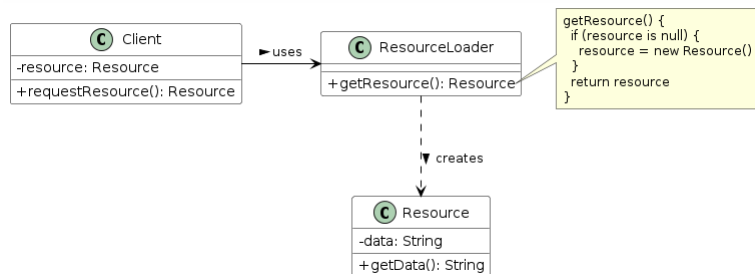 C Client
-resource: Resource
+requestResource(): Resource
uses
C ResourceLoader
+getResource(): Resource
getResource() {
if (resource is null) {
resource = new Resource()
}
return resource
}
creates
C Resource
-data: String
+getData(): String